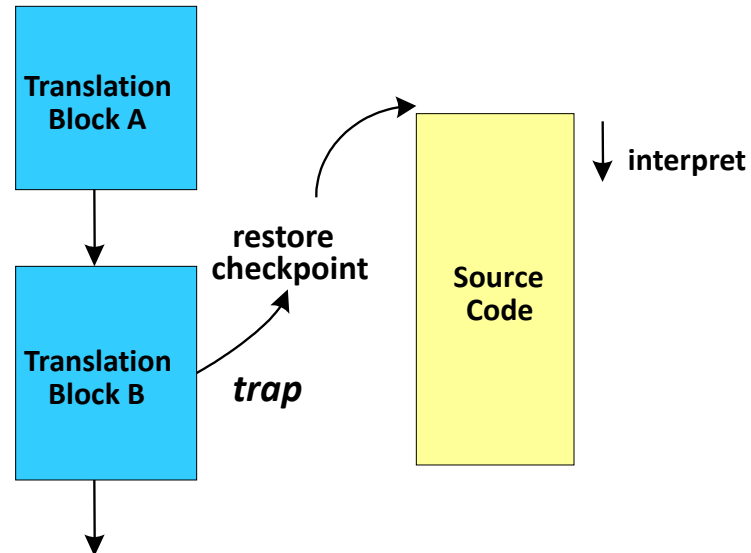 Translation
Block A
interpret
restore
checkpoint
Source
Code
Translation
Block B
trap